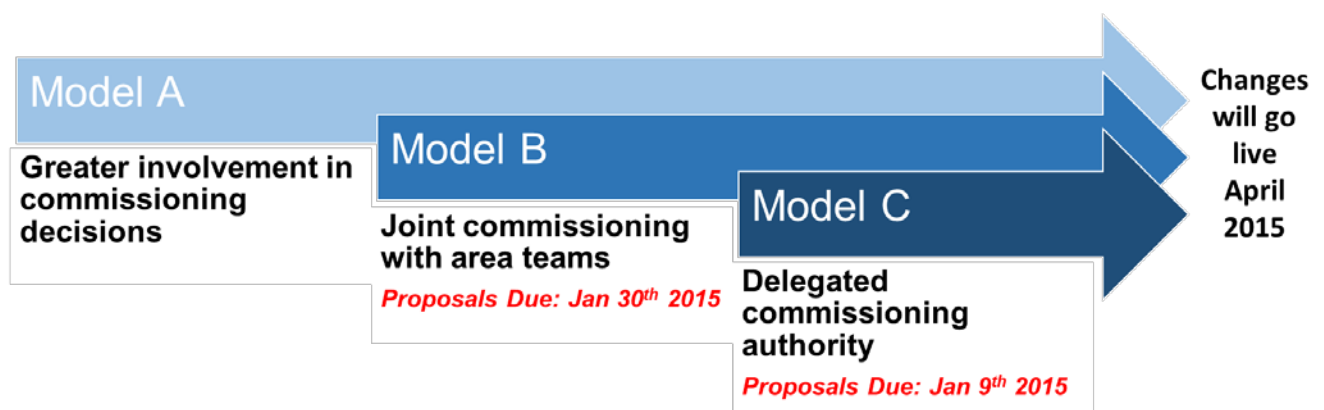 Model A
Greater involvement in
commissioning
decisions
Model B
Joint commissioning
with area teams
Proposals Due: Jan 30th 2015
Model C
Delegated
commissioning
authority
Proposals Due: Jan 9th 2015
Changes
will go
live
April
2015